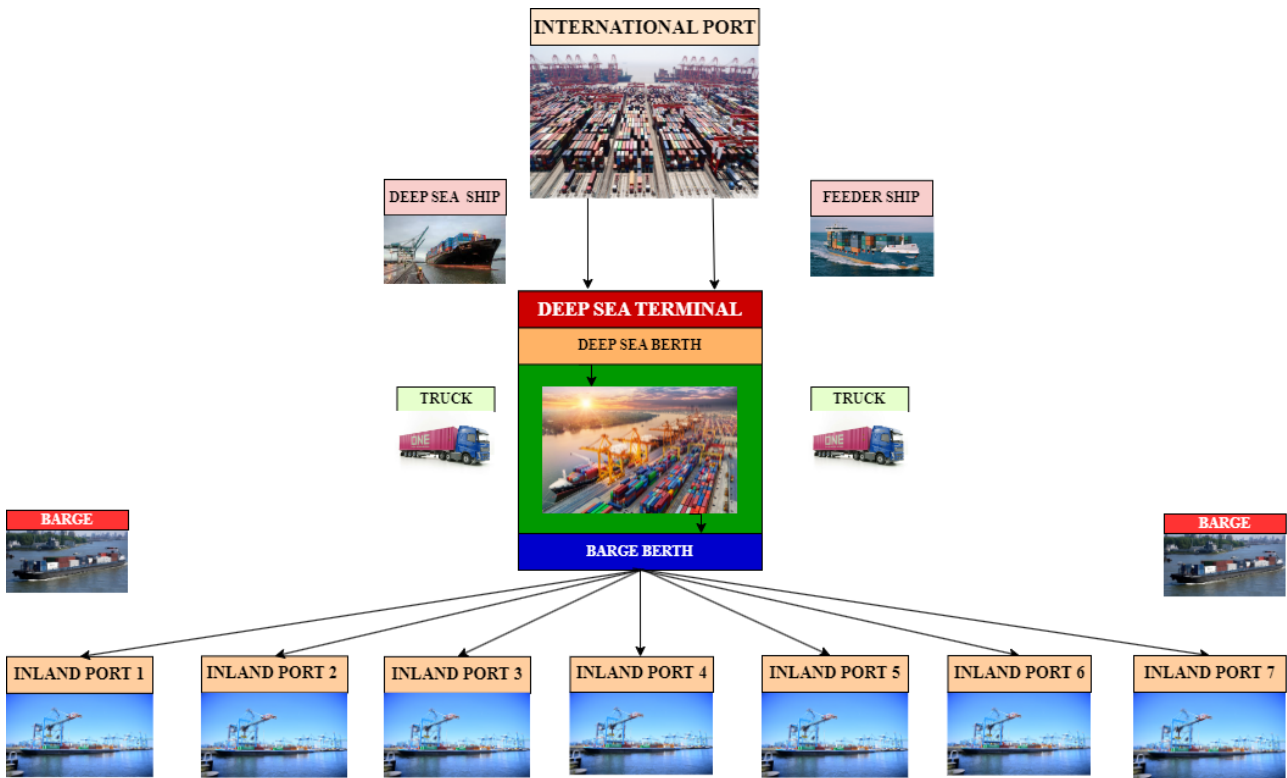 INTERNATIONAL PORT
DEEP SEA SHIP
FEEDER SHIP
DEEP SEA TERMINAL
DEEP SEA BERTH
TRUCK
ONE
TRUCK
ONE
BARGE
BARGE
BARGE BERTH
INLAND PORT 1
INLAND PORT 2
INLAND PORT 3
INLAND PORT 4
INLAND PORT 5
INLAND PORT 6
INLAND PORT 7